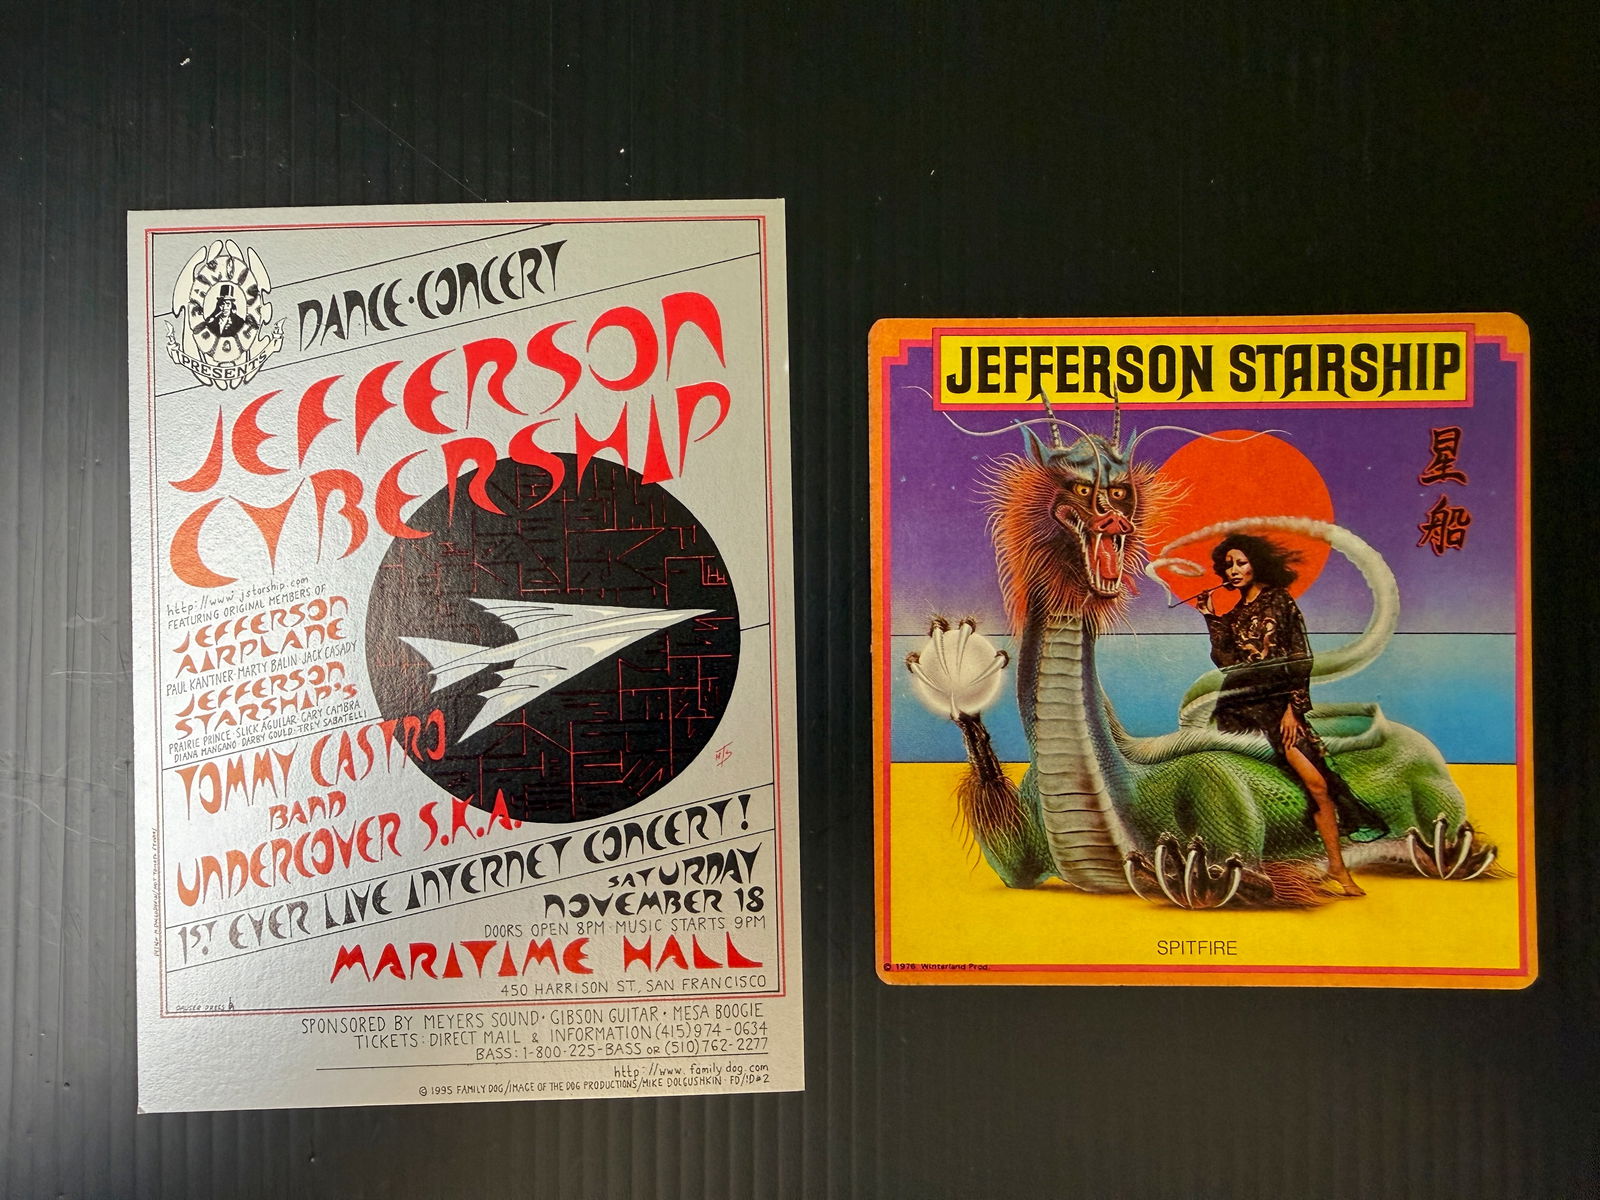 FAMILY DOG
PRESENTS
DANCE·CONCERT
JEFFERSON
CYBERSHIP
http://www.jstarship.com
FEATURING ORIGINAL MEMBERS OF
JEFFERSON
AIRPLANE
PAUL KANTNER·MARTY BALIN·JACK CASADY
JEFFERSON
STARSHIP'S
PRAIRIE PRINCE·SLICK AGUILAR·GARY CAMBRA
DIANA MANGANO·DARBY GOULD·TREY SABATELLI
TOMMY CASTRO
BAND
UNDERCOVER S.K.A.
1ST EVER LIVE INTERNET CONCERT!
SATURDAY
NOVEMBER 18
DOORS OPEN 8PM·MUSIC STARTS 9PM
MARITIME HALL
450 HARRISON ST., SAN FRANCISCO
SPONSORED BY MEYERS SOUND·GIBSON GUITAR·MESA BOOGIE
TICKETS: DIRECT MAIL & INFORMATION (415) 974-0634
BASS: 1-800-225-BASS OR (510) 762-2277
http://www.familydog.com
© 1995 FAMILY DOG/IMAGE OF THE DOG PRODUCTIONS/MIKE DOLGUSHKIN·FD/ID#2
JEFFERSON STARSHIP
星
船
SPITFIRE
© 1976 Winterland Prod.